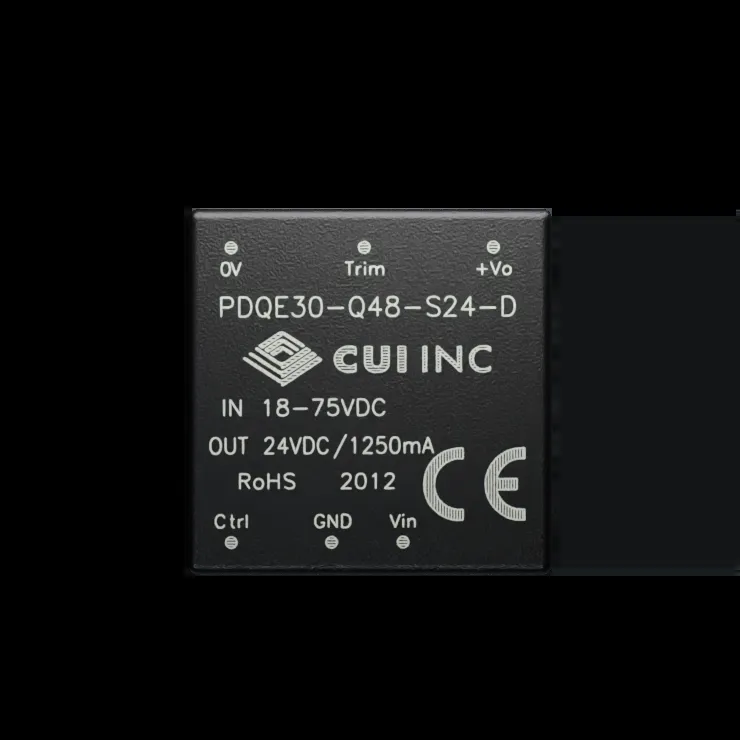 0V Trim +Vo
PDQE30-Q48-S24-D
CUI INC
IN 18-75VDC
OUT 24VDC/1250mA
RoHS 2012 CE
Ctrl GND Vin